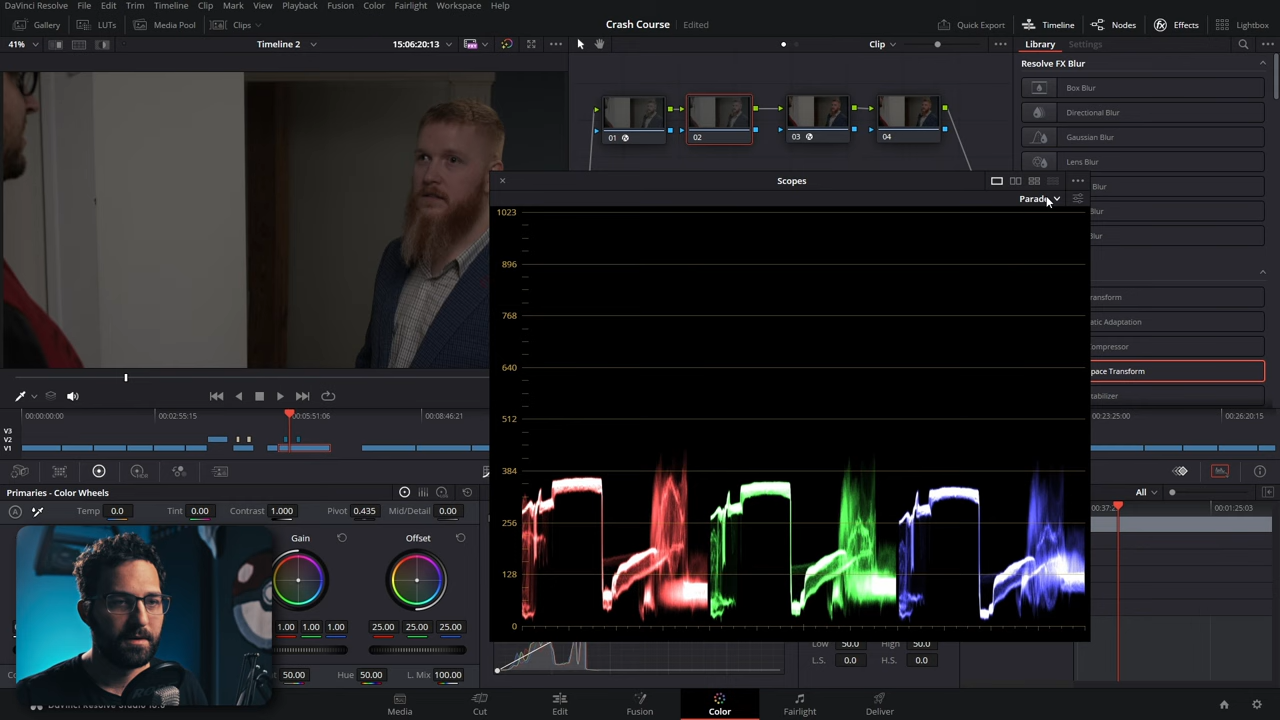 DaVinci Resolve File Edit Trim Timeline Clip Mark View Playback Fusion Color Fairlight Workspace Help
Gallery LUTs Media Pool Clips Crash Course Edited Quick Export Timeline Nodes Effects Lightbox
41% Timeline 2 15:06:20:13 Clip Library Settings
Resolve FX Blur
Box Blur
Directional Blur
Gaussian Blur
Lens Blur
01 02 03 04
Scopes
Blur
Parade
Blur
Blur
1023
896
768
640
512
384
256
128
0
ransform
atic Adaptation
ompressor
pace Transform
tabilizer
00:00:00:00 00:02:55:15 00:05:51:06 00:08:46:21 00:23:25:00 00:26:20:15
V3
V2
V1
Primaries - Color Wheels All
Temp 0.0 Tint 0.00 Contrast 1.000 Pivot 0.435 Mid/Detail 0.00 00:01:25:03
Gain Offset
1.00 1.00 1.00 25.00 25.00 25.00
Low 50.0 High 50.0
L.S. 0.0 H.S. 0.0
50.00 Hue 50.00 L. Mix 100.00
Media Cut Edit Fusion Color Fairlight Deliver